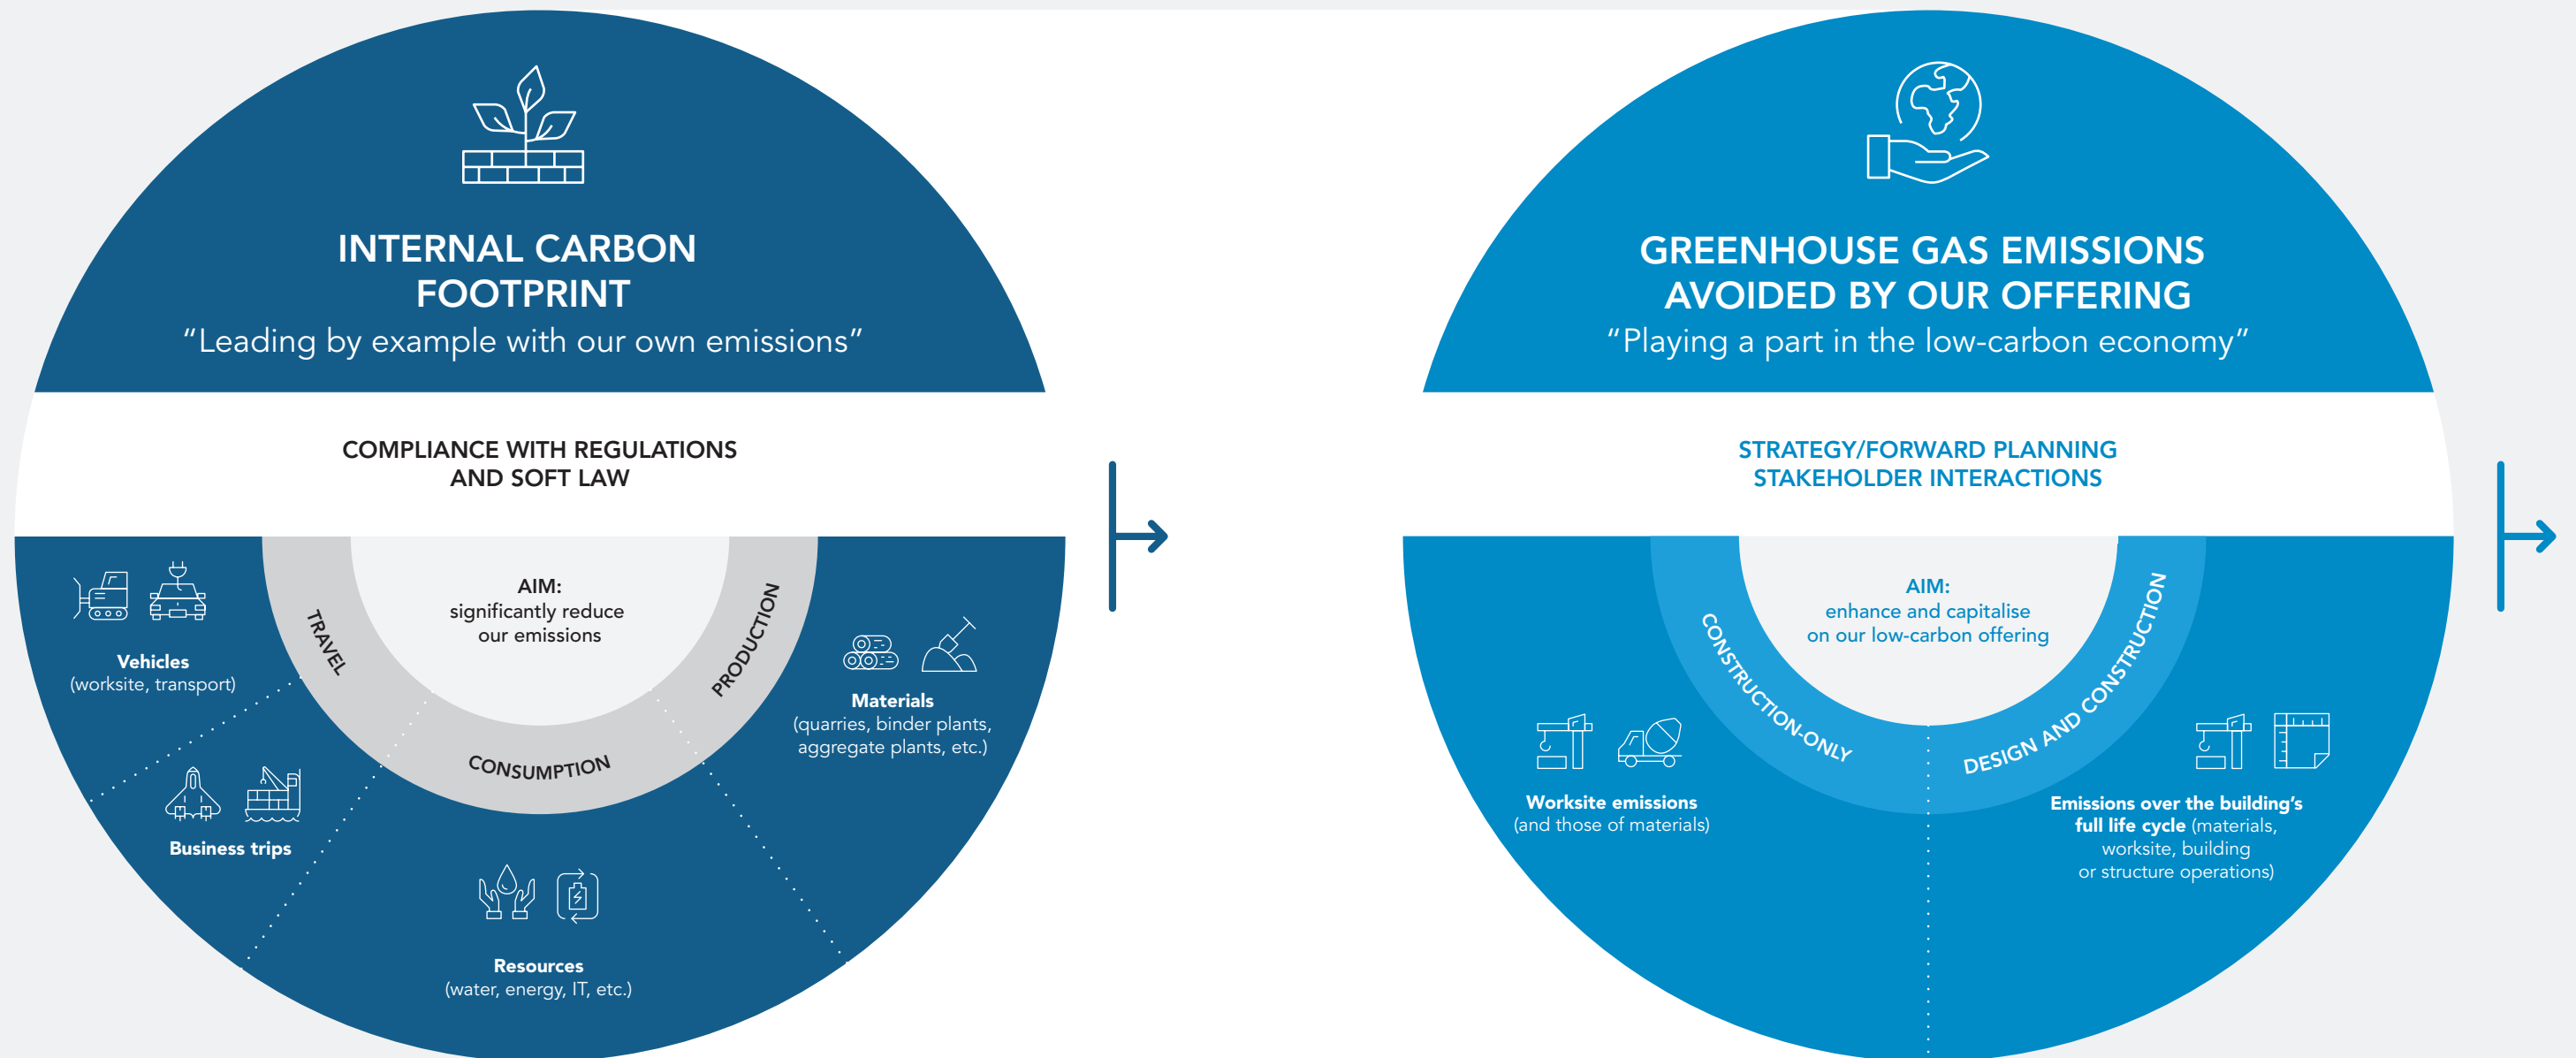 INTERNAL CARBON
FOOTPRINT
“Leading by example with our own emissions”
COMPLIANCE WITH REGULATIONS
AND SOFT LAW
AIM:
significantly reduce
our emissions
TRAVEL
CONSUMPTION
PRODUCTION
Vehicles
(worksite, transport)
Business trips
Resources
(water, energy, IT, etc.)
Materials
(quarries, binder plants,
aggregate plants, etc.)
GREENHOUSE GAS EMISSIONS
AVOIDED BY OUR OFFERING
“Playing a part in the low-carbon economy”
STRATEGY/FORWARD PLANNING
STAKEHOLDER INTERACTIONS
AIM:
enhance and capitalise
on our low-carbon offering
CONSTRUCTION-ONLY
DESIGN AND CONSTRUCTION
Worksite emissions
(and those of materials)
Emissions over the building’s
full life cycle (materials,
worksite, building
or structure operations)